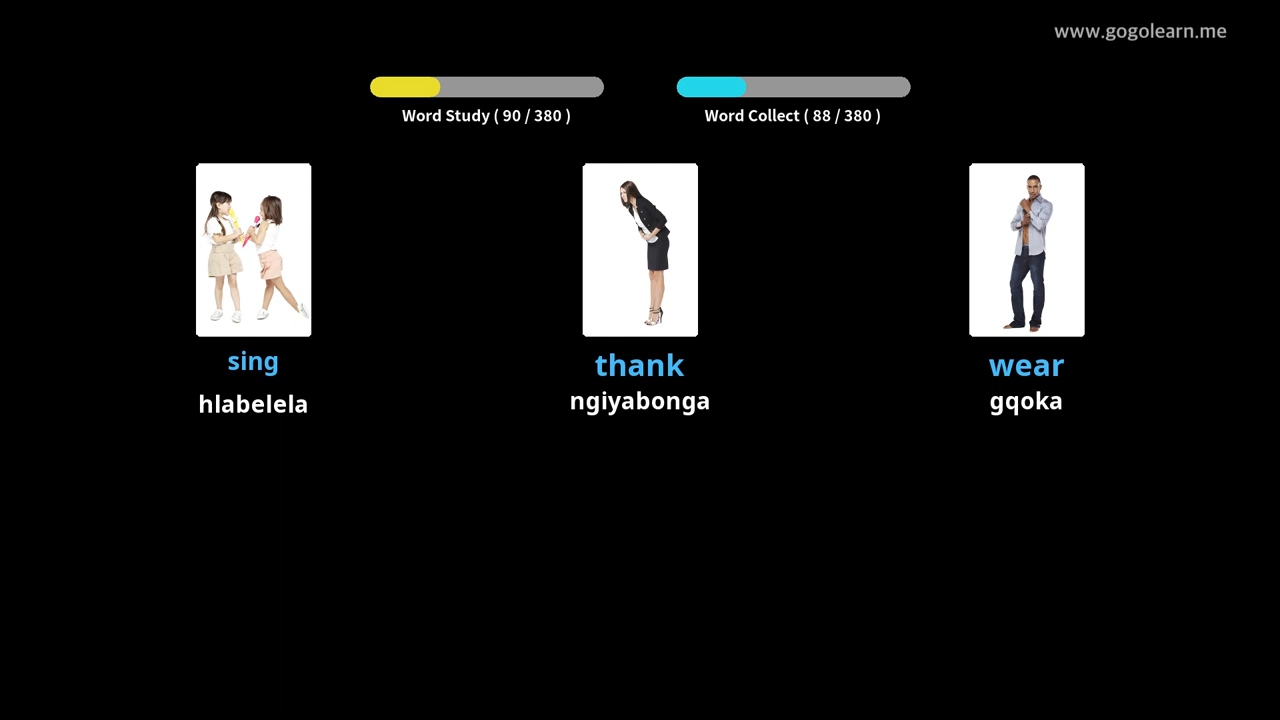 www.gogolearn.me
Word Study ( 90 / 380 )
Word Collect ( 88 / 380 )
sing
hlabelela
thank
ngiyabonga
wear
gqoka